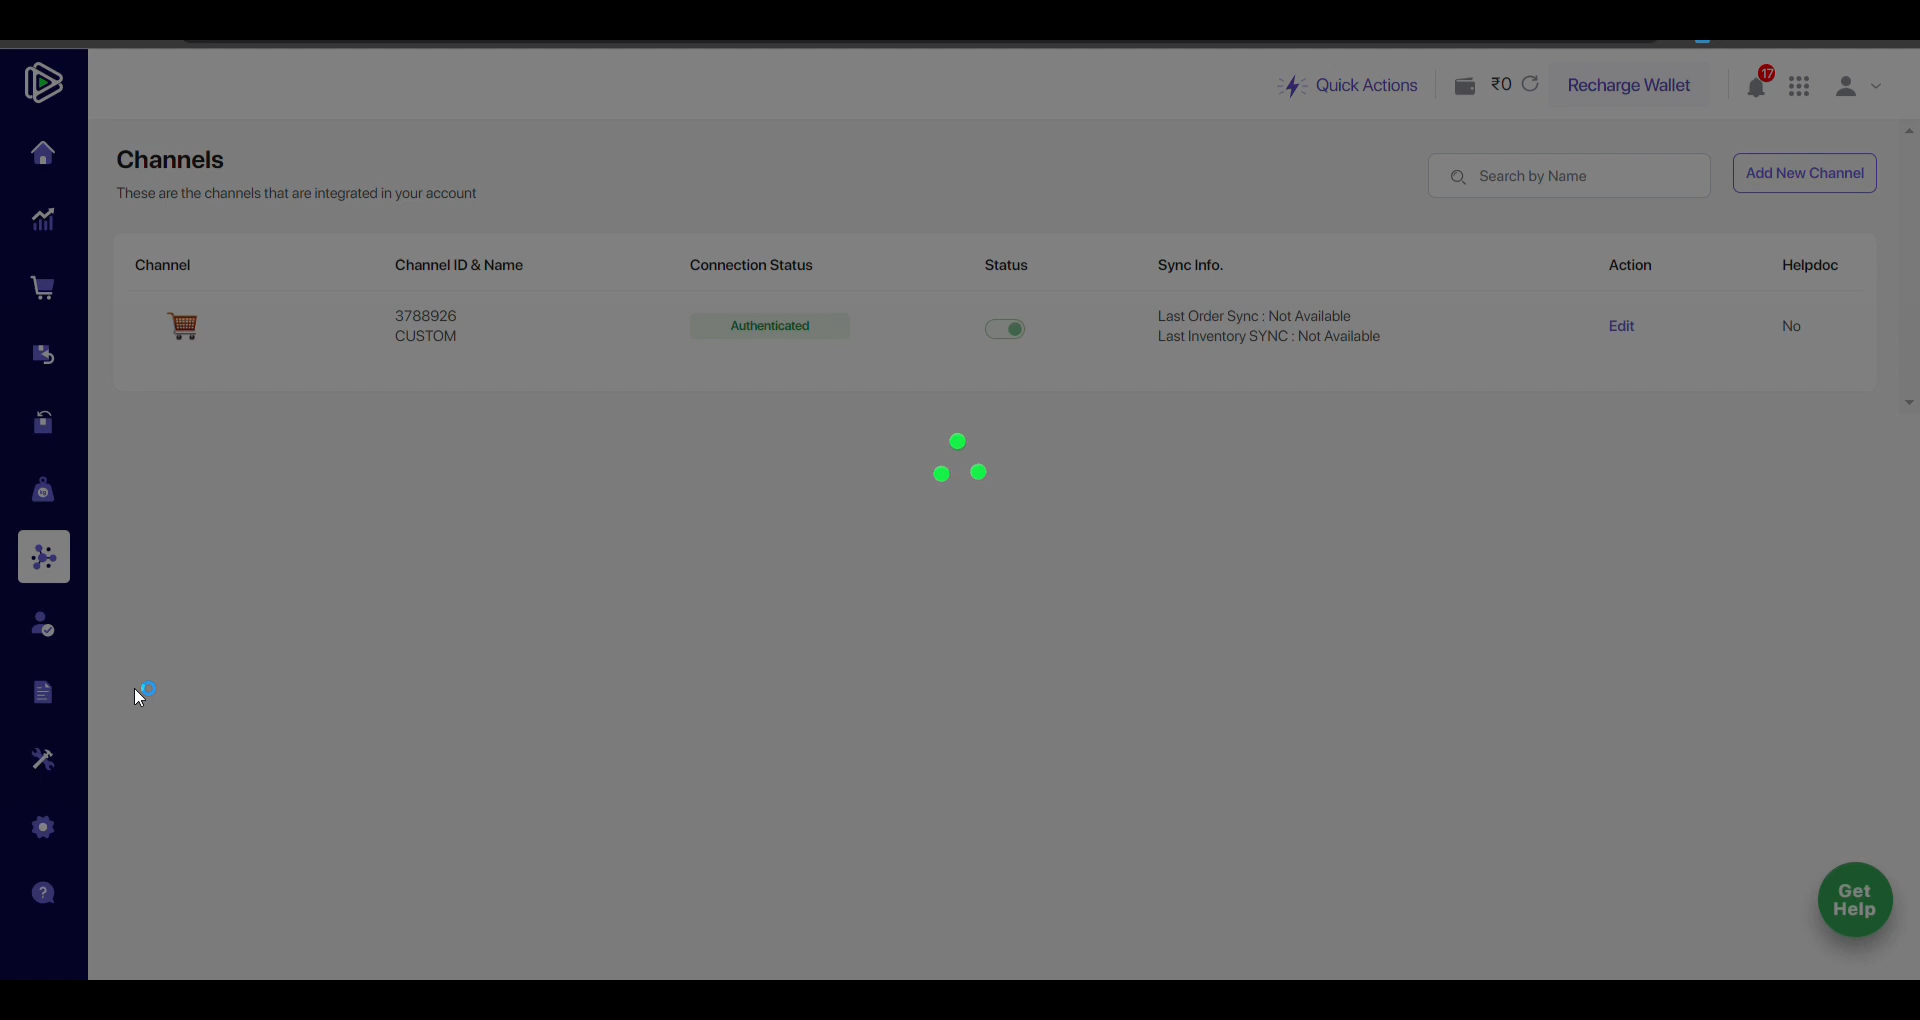 Quick Actions
₹0
Recharge Wallet
17
Channels
These are the channels that are integrated in your account
Search by Name
Add New Channel
Channel
Channel ID & Name
Connection Status
Status
Sync Info.
Action
Helpdoc
3788926
CUSTOM
Authenticated
Last Order Sync : Not Available
Last Inventory SYNC : Not Available
Edit
No
Get
Help